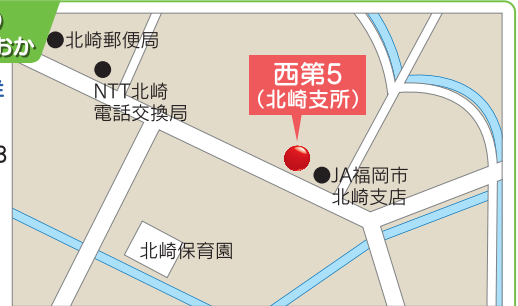 おか
北崎郵便局
NTT北崎
電話交換局
西第5
（北崎支所）
3
JA福岡市
北崎支店
北崎保育園